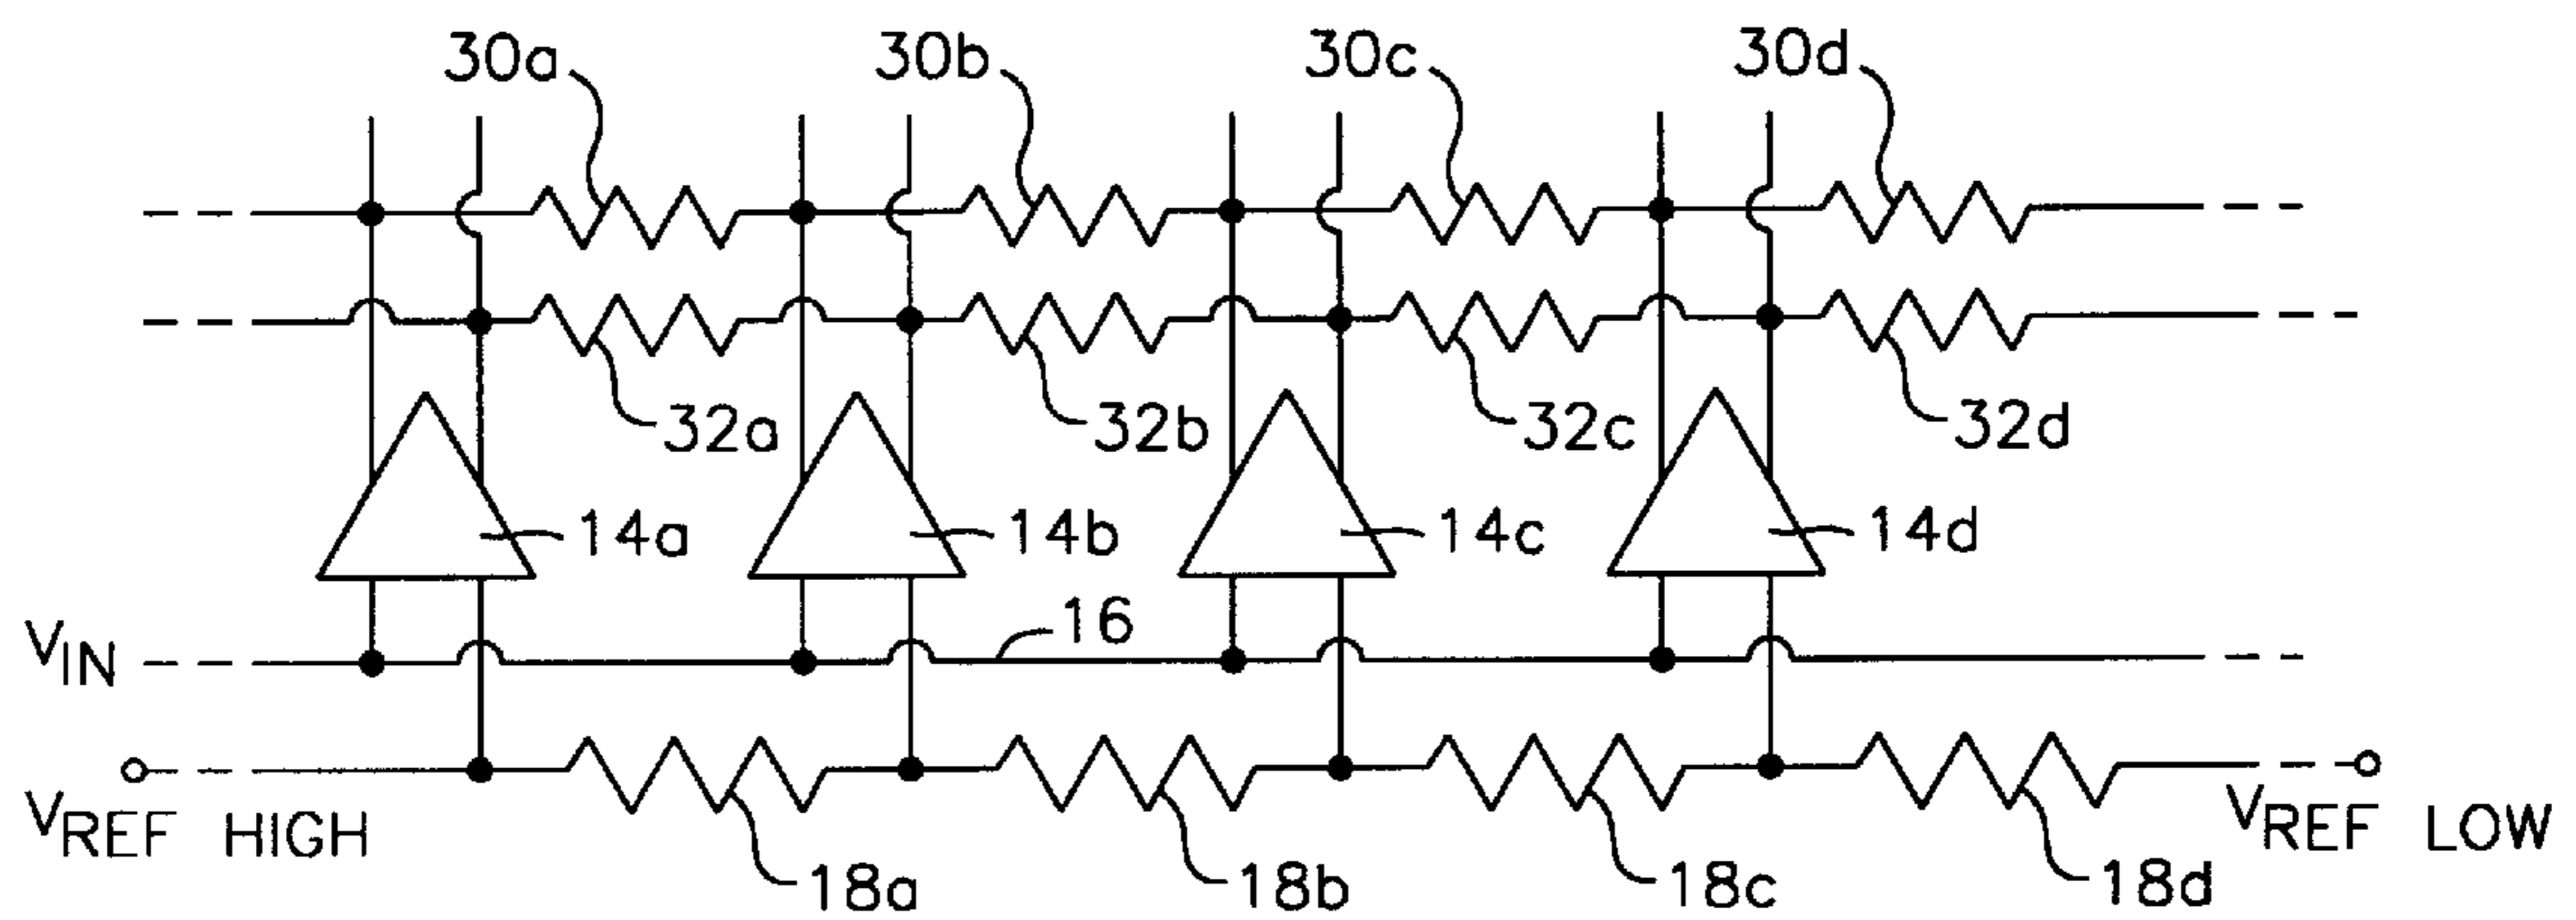 30a 30b 30c 30d
32a 32b 32c 32d
14a 14b 14c 14d
16
VIN
VREF HIGH
VREF LOW
18a 18b 18c 18d